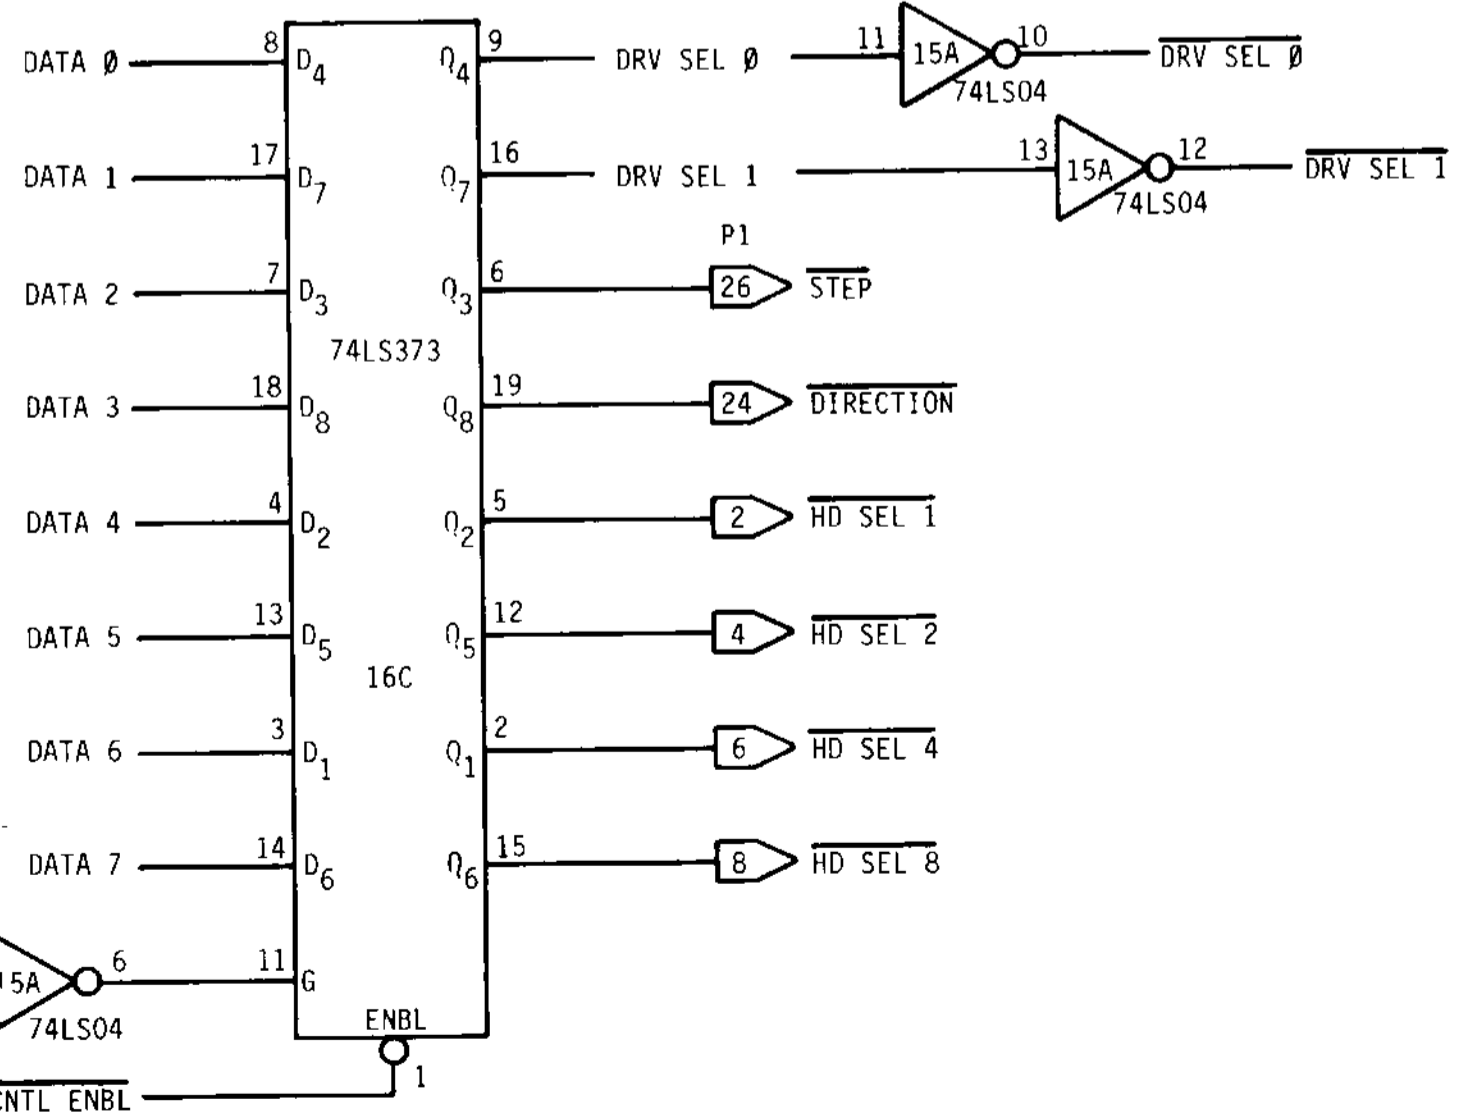 DATA Ø 8 D4 Q4 9 DRV SEL Ø 11 15A 10 DRV SEL Ø
74LS04
DATA 1 17 D7 Q7 16 DRV SEL 1 13 15A 12 DRV SEL 1
74LS04
P1
DATA 2 7 D3 Q3 6 26 STEP
74LS373
DATA 3 18 D8 Q8 19 24 DIRECTION
DATA 4 4 D2 Q2 5 2 HD SEL 1
DATA 5 13 D5 Q5 12 4 HD SEL 2
16C
DATA 6 3 D1 Q1 2 6 HD SEL 4
DATA 7 14 D6 Q6 15 8 HD SEL 8
5A 6 11 G
74LS04
ENBL
1
CNTL ENBL